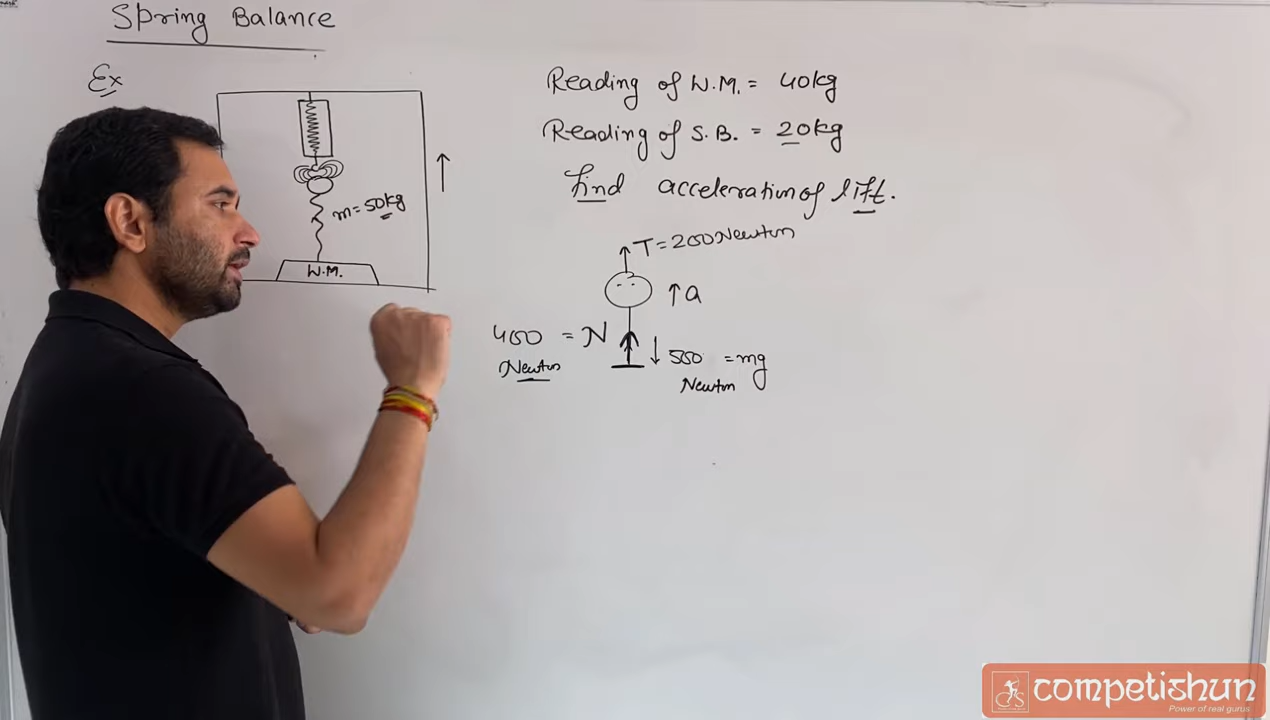 Spring Balance
Ex
m = 50kg
W.M.
Reading of W.M. = 40kg
Reading of S.B. = 20kg
find acceleration of lift.
T = 200 Newton
a
400 = N
Newton
500 = mg
Newton
competishun
Power of real gurus